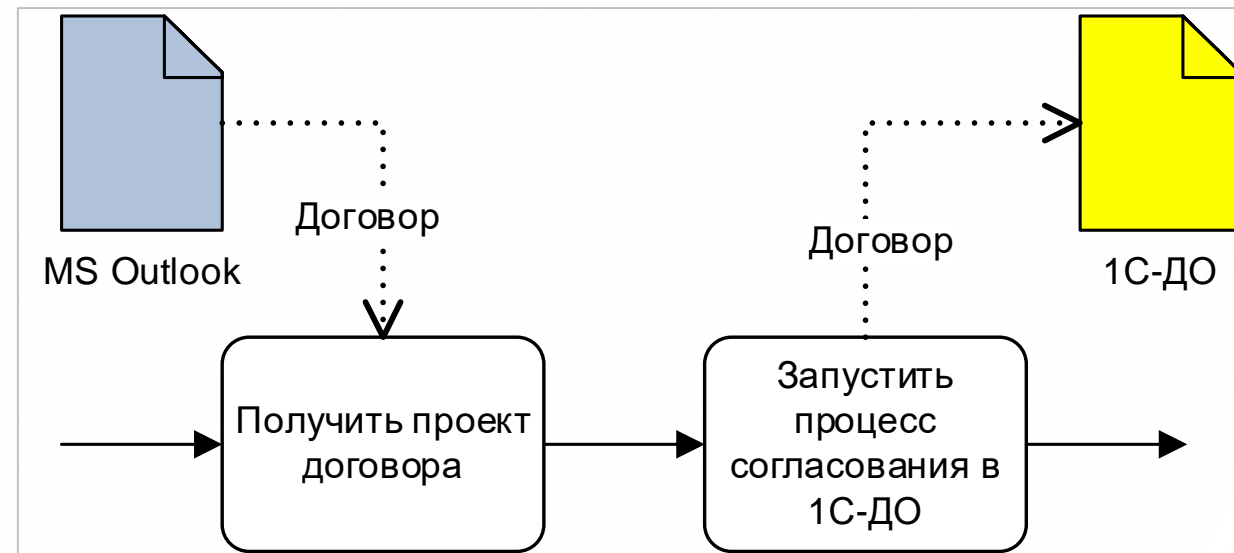 Договор
Договор
MS Outlook
1С-ДО
Получить проект
договора
Запустить
процесс
согласования в
1С-ДО